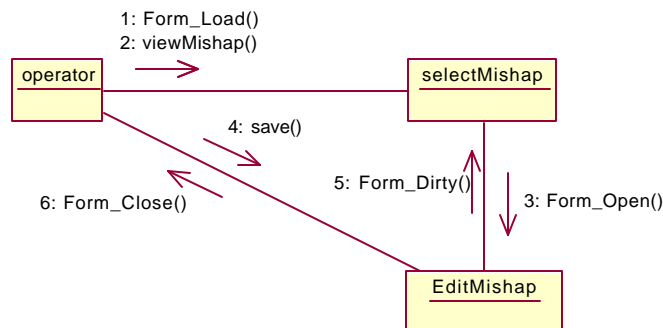 1: Form_Load()
2: viewMishap()
operator
selectMishap
4: save()
5: Form_Dirty()
6: Form_Close()
3: Form_Open()
EditMishap